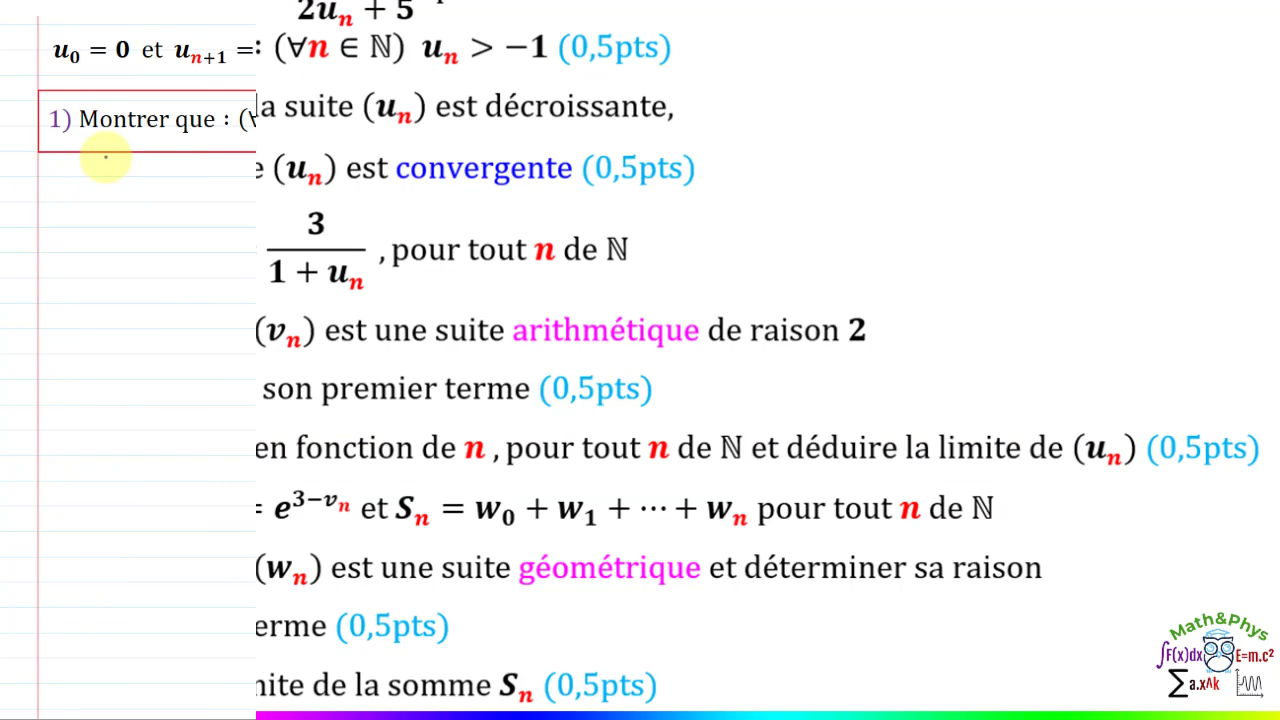 2uₙ + 5
u₀ = 0 et uₙ₊₁ =
: (∀n ∈ ℕ) uₙ > −1 (0,5pts)
la suite (uₙ) est décroissante,
1) Montrer que : (∀
(uₙ) est convergente (0,5pts)
3
1 + uₙ
, pour tout n de ℕ
(vₙ) est une suite arithmétique de raison 2
son premier terme (0,5pts)
en fonction de n , pour tout n de ℕ et déduire la limite de (uₙ) (0,5pts)
= e^{3−vₙ} et Sₙ = w₀ + w₁ + ⋯ + wₙ pour tout n de ℕ
(wₙ) est une suite géométrique et déterminer sa raison
erme (0,5pts)
ite de la somme Sₙ (0,5pts)
Math&Phys
∫F(x)dx E=m.c²
∑ a.x^k